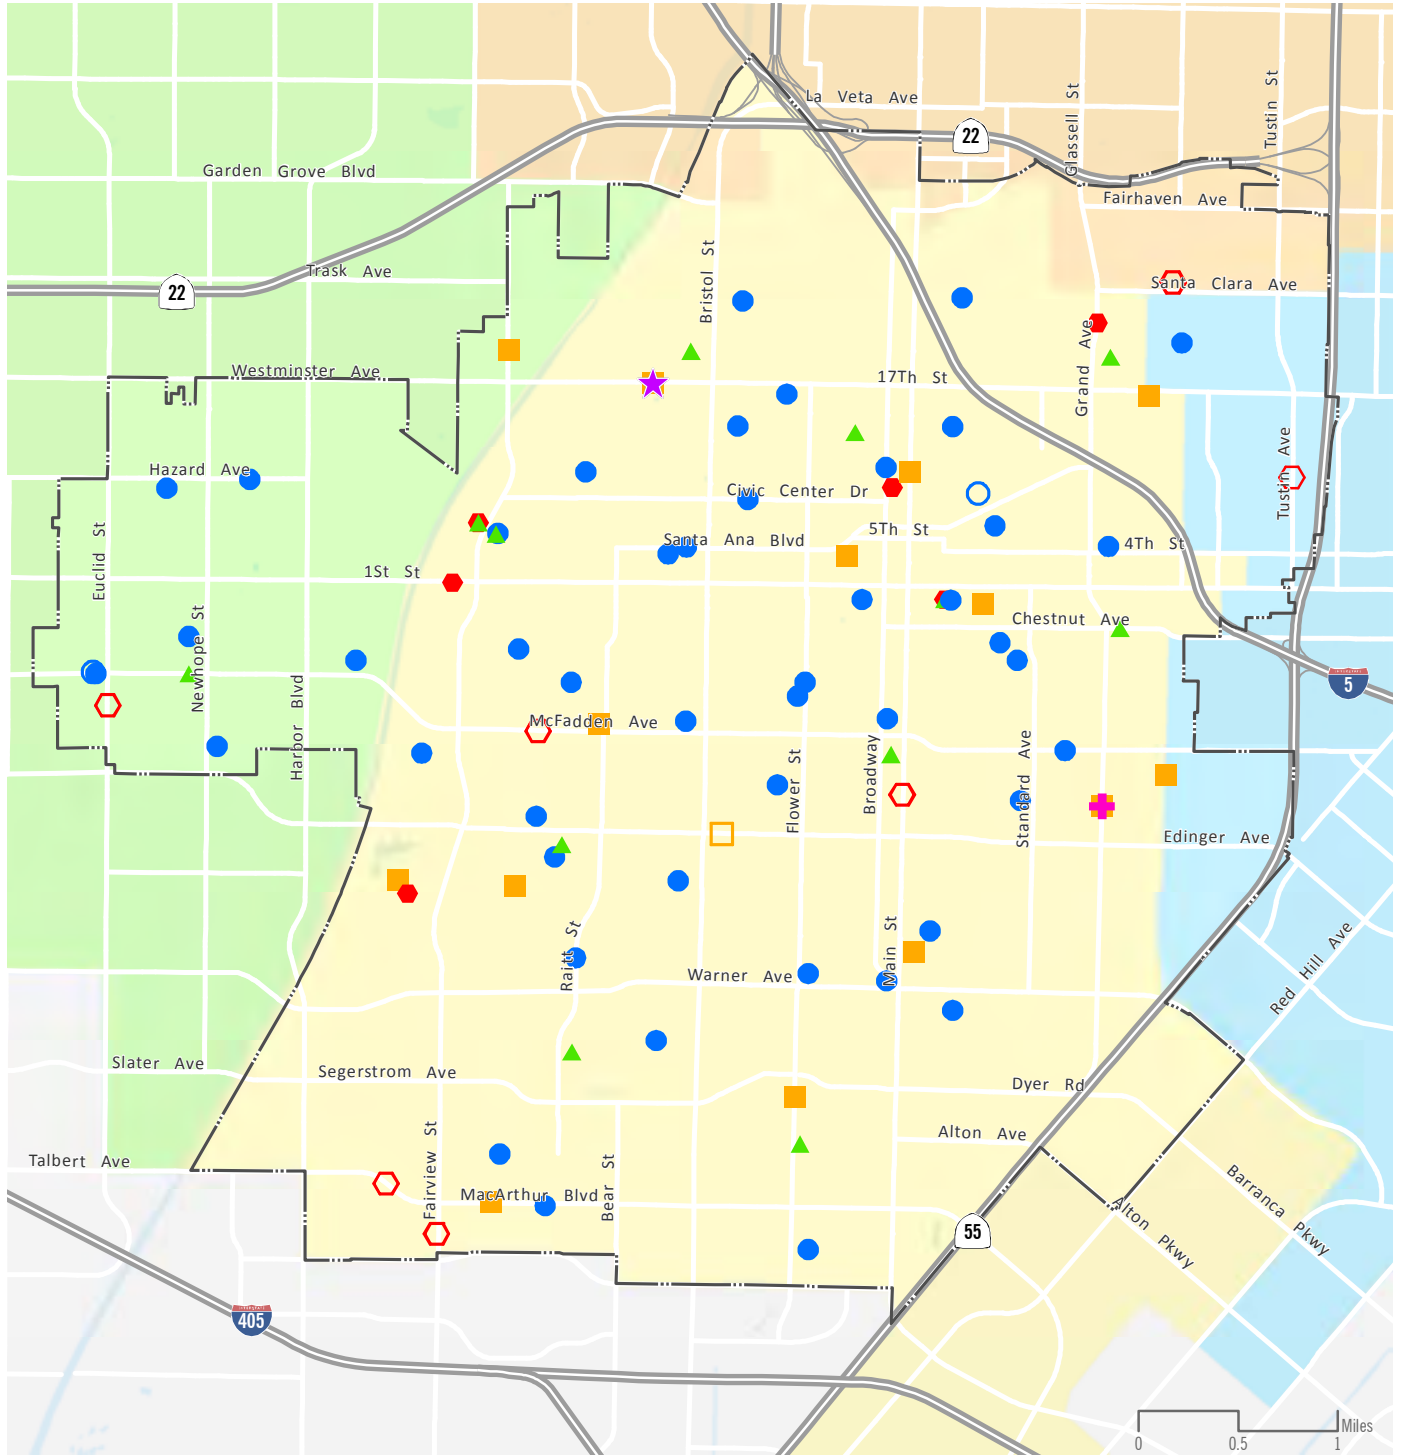 La Veta Ave
22
Glassell St
Tustin St
Garden Grove Blvd
Fairhaven Ave
Trask Ave
22
Bristol St
Santa Clara Ave
Grand Ave
Westminster Ave
17Th St
Hazard Ave
Civic Center Dr
Tustin Ave
Euclid St
Santa Ana Blvd
5Th St
4Th St
1St St
Chestnut Ave
Newhope St
5
Harbor Blvd
McFadden Ave
Flower St
Broadway
Standard Ave
Edinger Ave
Raitt St
Main St
Warner Ave
Red Hill Ave
Slater Ave
Segerstrom Ave
Dyer Rd
Alton Ave
Talbert Ave
Fairview St
Bear St
MacArthur Blvd
Barranca Pkwy
Alton Pkwy
55
405
Miles
0 0.5 1